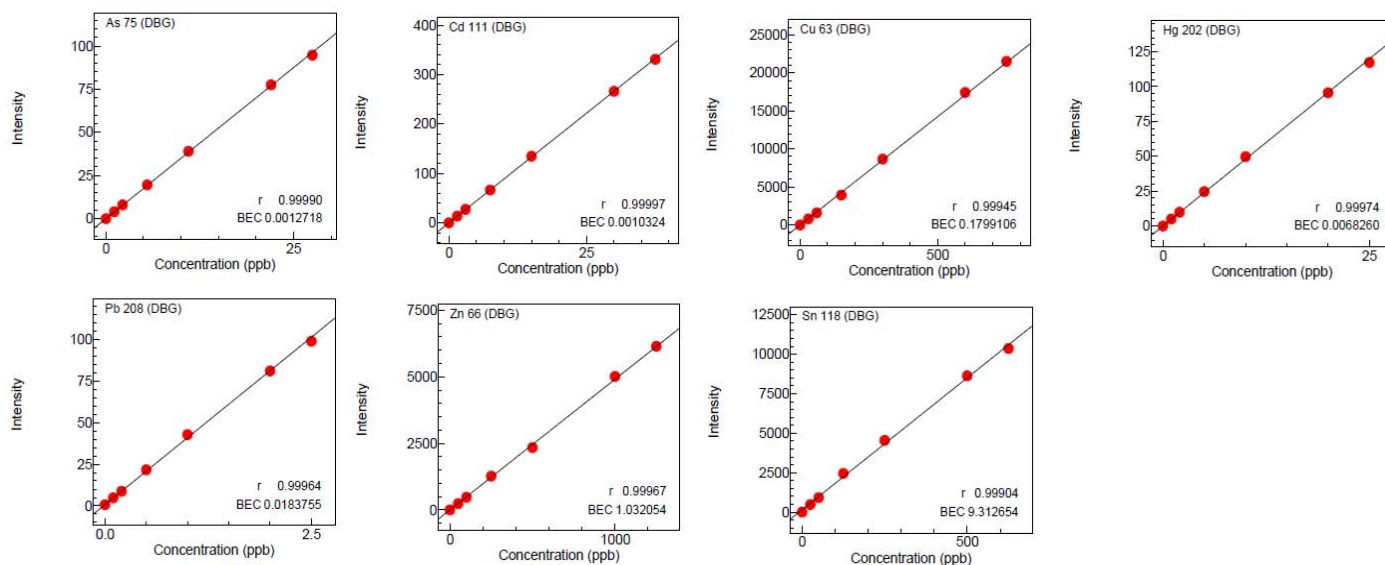 As 75 (DBG)
Intensity
100
75
50
25
0
r 0.99990
BEC 0.0012718
0
25
Concentration (ppb)
Cd 111 (DBG)
Intensity
400
300
200
100
0
r 0.99997
BEC 0.0010324
0
25
Concentration (ppb)
Cu 63 (DBG)
Intensity
25000
20000
15000
10000
5000
0
r 0.99945
BEC 0.1799106
0
500
Concentration (ppb)
Hg 202 (DBG)
Intensity
125
100
75
50
25
0
r 0.99974
BEC 0.0068260
0
25
Concentration (ppb)
Pb 208 (DBG)
Intensity
100
75
50
25
0
r 0.99964
BEC 0.0183755
0.0
2.5
Concentration (ppb)
Zn 66 (DBG)
Intensity
7500
5000
2500
0
r 0.99967
BEC 1.032054
0
1000
Concentration (ppb)
Sn 118 (DBG)
Intensity
12500
10000
7500
5000
2500
0
r 0.99904
BEC 9.312654
0
500
Concentration (ppb)